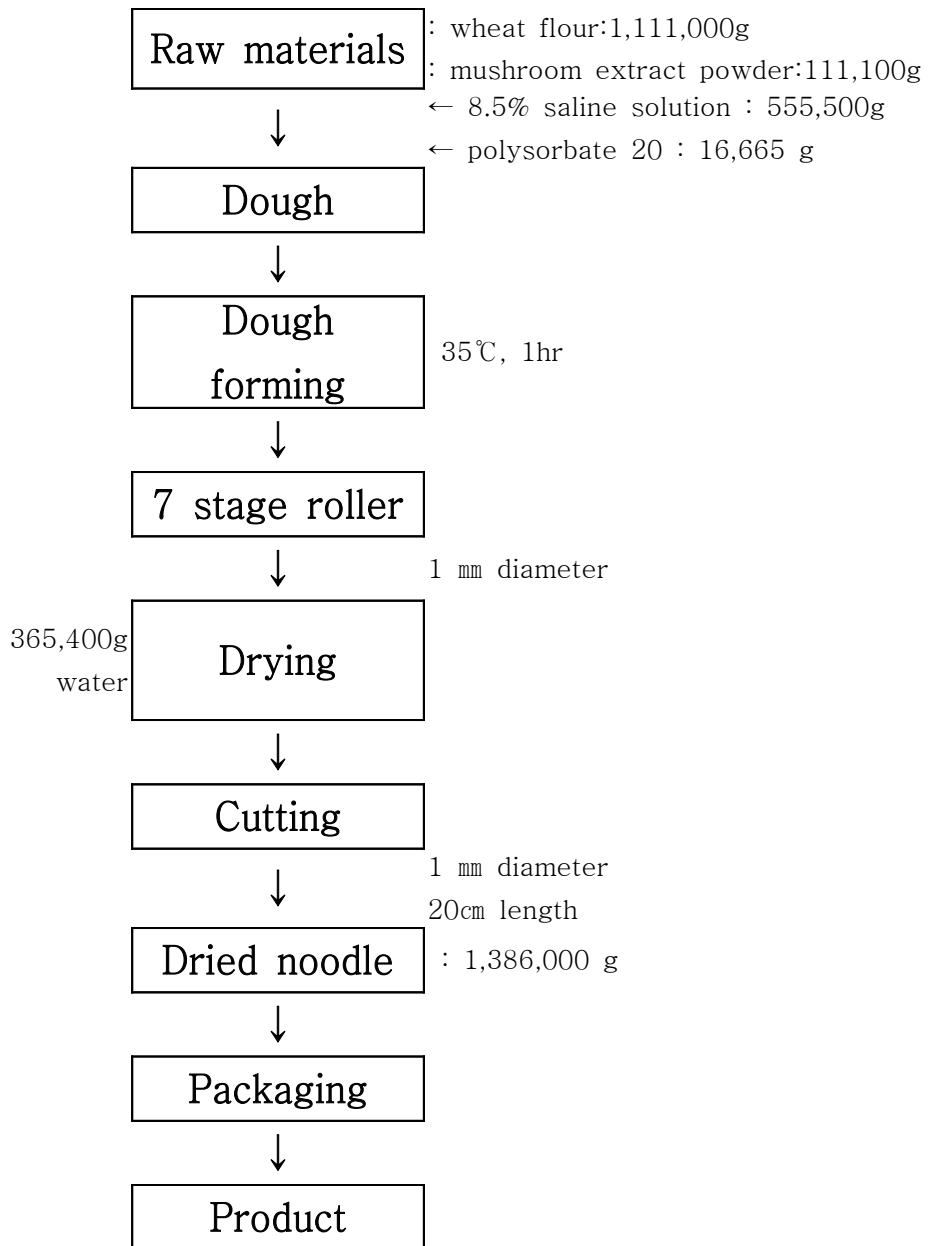 Raw materials
: wheat flour:1,111,000g
: mushroom extract powder:111,100g
← 8.5% saline solution : 555,500g
↓
← polysorbate 20 : 16,665 g
Dough
↓
Dough
forming
35℃, 1hr
↓
7 stage roller
↓
1 ㎜ diameter
365,400g
water
Drying
↓
Cutting
↓
1 ㎜ diameter
20㎝ length
Dried noodle
: 1,386,000 g
↓
Packaging
↓
Product